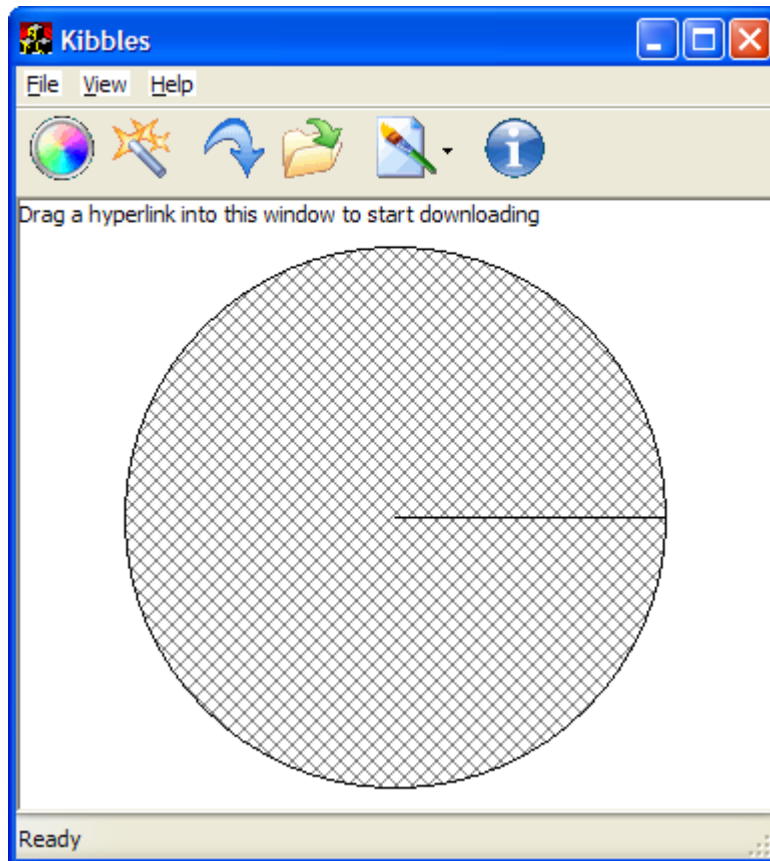 Kibbles
File View Help
Drag a hyperlink into this window to start downloading
Ready